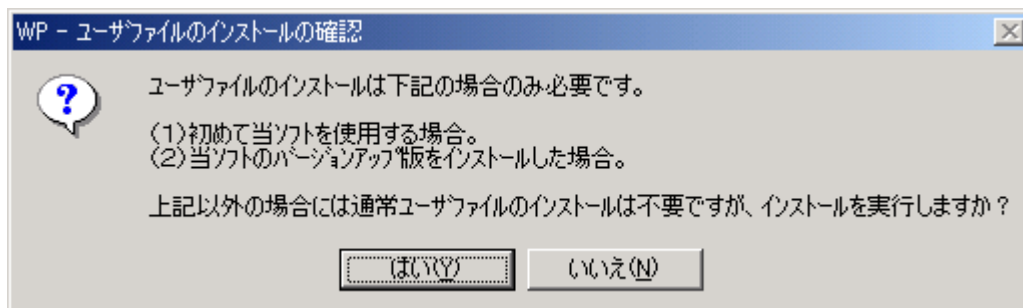 WP - ユーザファイルのインストールの確認
ユーザファイルのインストールは下記の場合のみ必要です。
(1)初めて当ソフトを使用する場合。
(2)当ソフトのバージョンアップ版をインストールした場合。
上記以外の場合には通常ユーザファイルのインストールは不要ですが、インストールを実行しますか？
はい(Y)
いいえ(N)